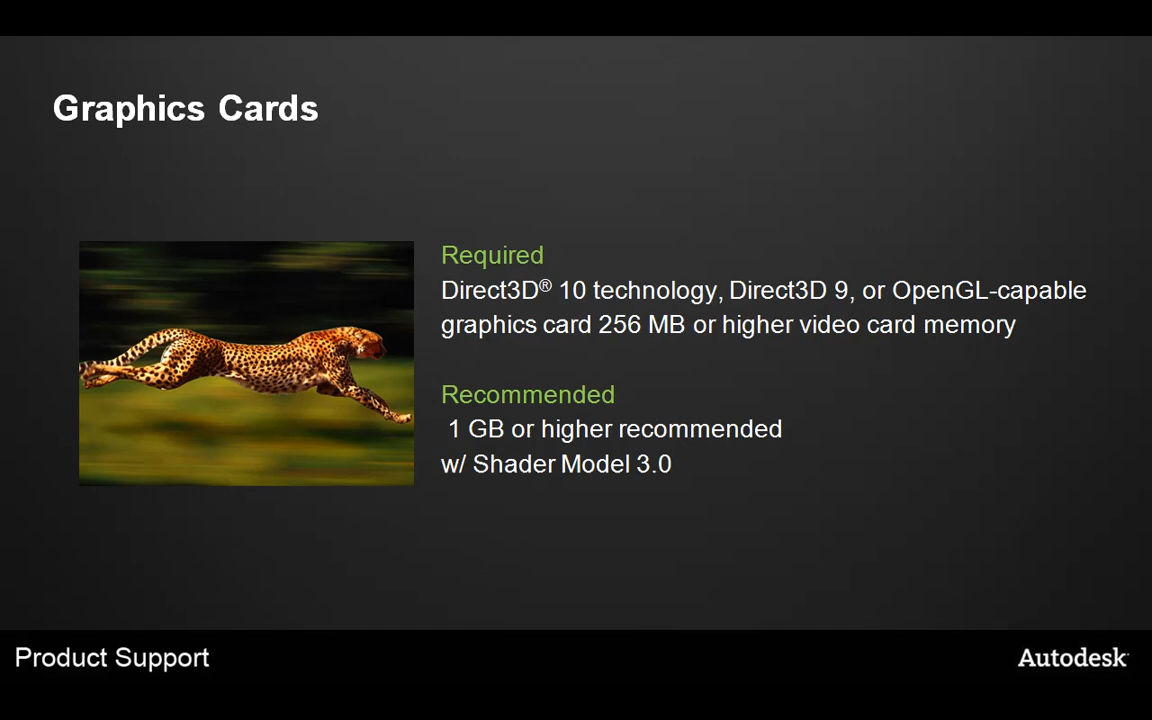 Graphics Cards
Required
Direct3D® 10 technology, Direct3D 9, or OpenGL-capable
graphics card 256 MB or higher video card memory
Recommended
1 GB or higher recommended
w/ Shader Model 3.0
Product Support
Autodesk